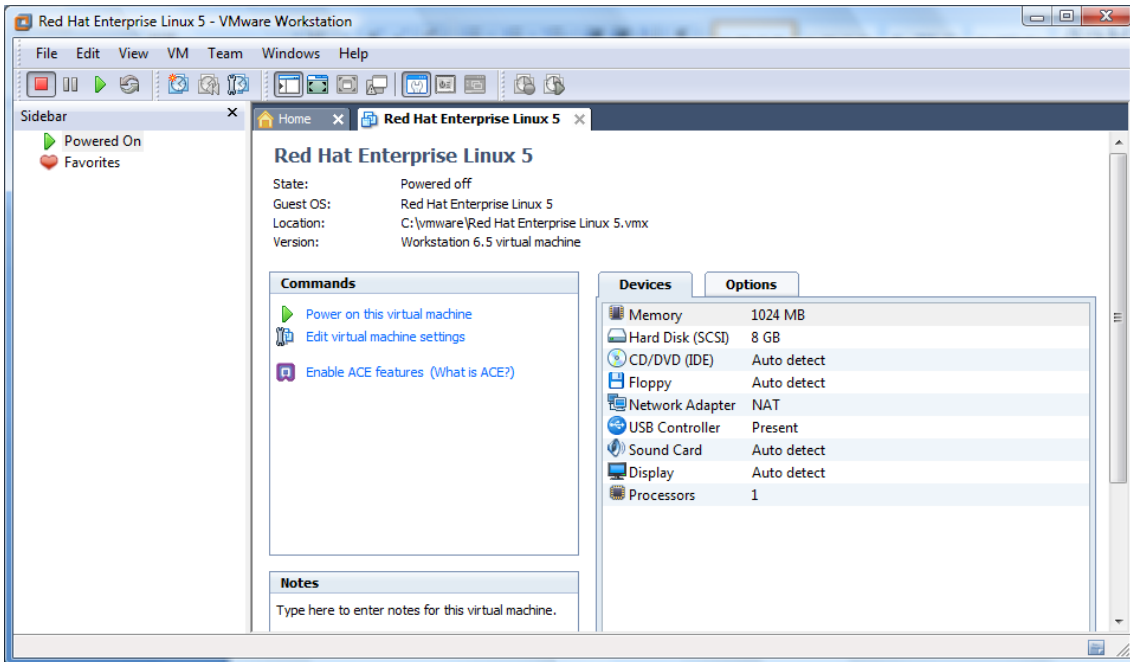 Red Hat Enterprise Linux 5 - VMware Workstation
File Edit View VM Team Windows Help
Sidebar x
Powered On
Favorites
Home x Red Hat Enterprise Linux 5 x
Red Hat Enterprise Linux 5
State: Powered off
Guest OS: Red Hat Enterprise Linux 5
Location: C:\vmware\Red Hat Enterprise Linux 5.vmx
Version: Workstation 6.5 virtual machine
Commands
Power on this virtual machine
Edit virtual machine settings
Enable ACE features (What is ACE?)
Notes
Type here to enter notes for this virtual machine.
Devices Options
Memory 1024 MB
Hard Disk (SCSI) 8 GB
CD/DVD (IDE) Auto detect
Floppy Auto detect
Network Adapter NAT
USB Controller Present
Sound Card Auto detect
Display Auto detect
Processors 1